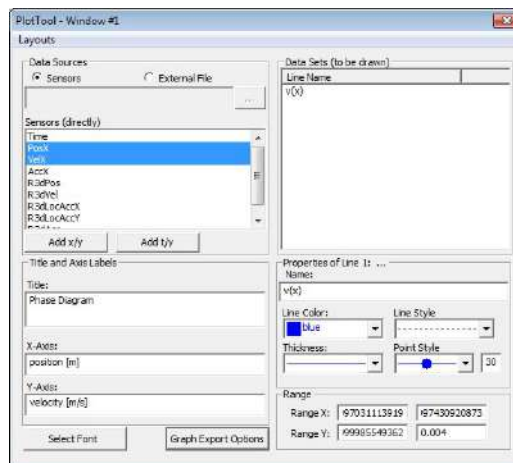 PlotTool - Window #1
Layouts
Data Sources
Sensors
External File
...
Sensors (directly)
Time
PosX
VelX
AccX
R3dPos
R3dVel
R3dLocAccX
R3dLocAccY
Add x/y
Add t/y
Title and Axis Labels
Title:
Phase Diagram
X-Axis:
position [m]
Y-Axis:
velocity [m/s]
Select Font
Graph Export Options
Data Sets (to be drawn)
Line Name
v(x)
Properties of Line 1: ...
Name:
v(x)
Line Color:
Line Style
blue
Thickness:
Point Style
30
Range
Range X:
Range Y:
0.004